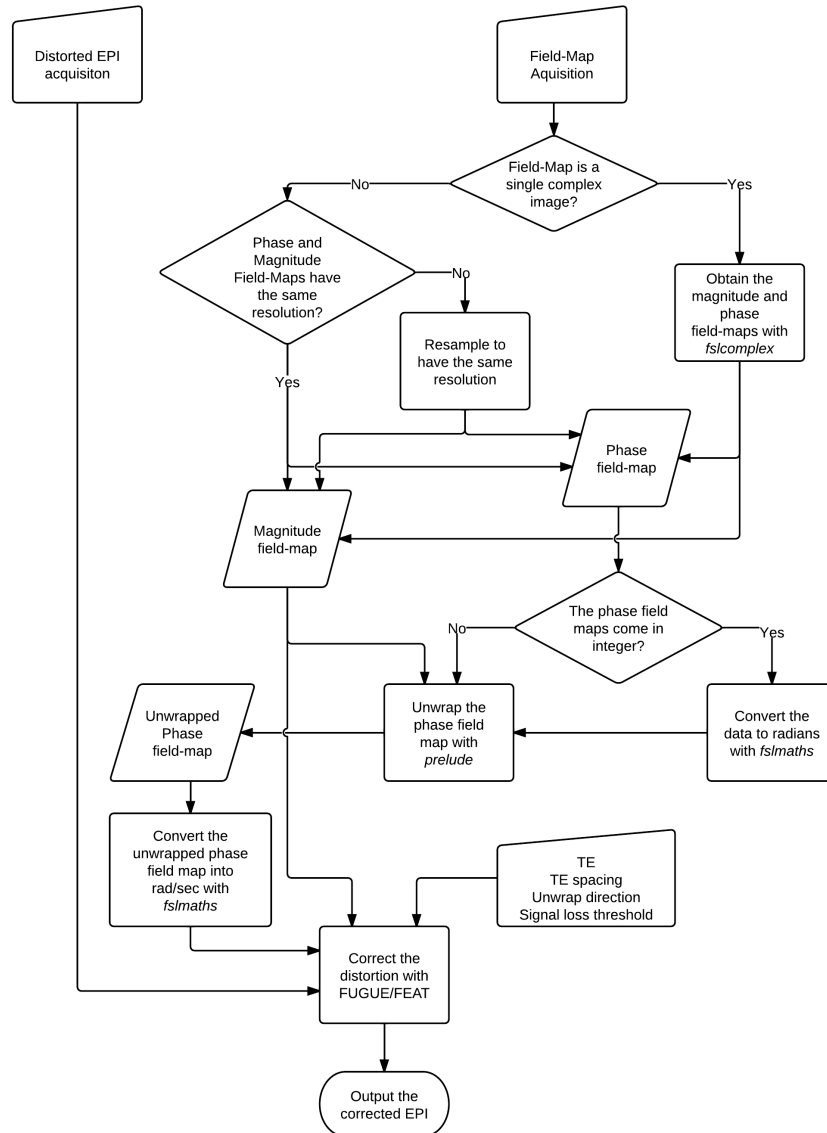 Distorted EPI
acquisiton
Field-Map
Aquisition
Field-Map is a
single complex
image?
No
Yes
Phase and
Magnitude
Field-Maps have
the same
resolution?
No
Obtain the
magnitude and
phase
field-maps with
fslcomplex
Resample to
have the same
resolution
Yes
Phase
field-map
Magnitude
field-map
The phase field
maps come in
integer?
No
Yes
Unwrapped
Phase
field-map
Unwrap the
phase field
map with
prelude
Convert the
data to radians
with fslmaths
Convert the
unwrapped phase
field map into
rad/sec with
fslmaths
TE
TE spacing
Unwrap direction
Signal loss threshold
Correct the
distortion with
FUGUE/FEAT
Output the
corrected EPI